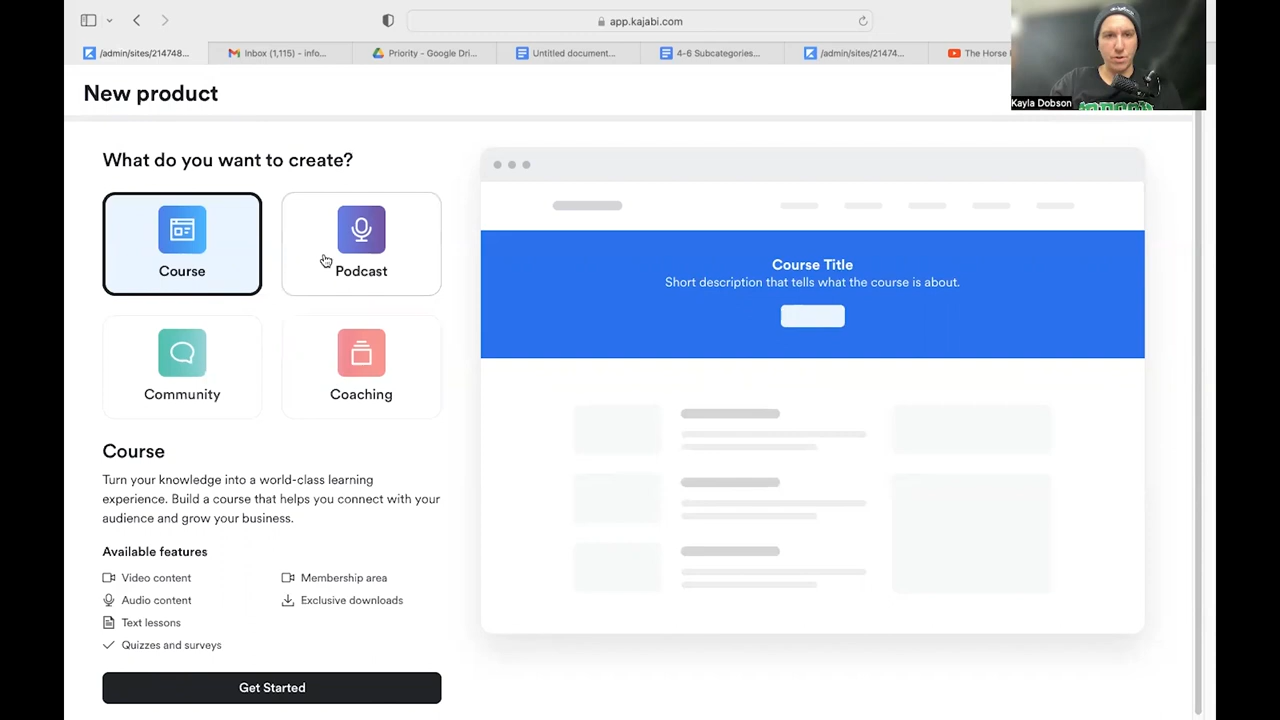 app.kajabi.com
/admin/sites/214748...
Inbox (1,115) - info...
Priority - Google Dri...
Untitled document...
4-6 Subcategories...
/admin/sites/21474...
The Horse
Kayla Dobson
New product
What do you want to create?
Course
Podcast
Community
Coaching
Course
Turn your knowledge into a world-class learning
experience. Build a course that helps you connect with your
audience and grow your business.
Available features
Video content
Membership area
Audio content
Exclusive downloads
Text lessons
Quizzes and surveys
Get Started
Course Title
Short description that tells what the course is about.